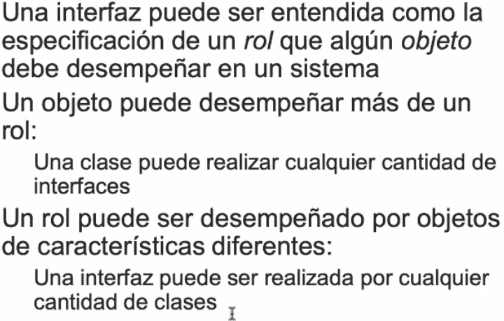 Una interfaz puede ser entendida como la
especificación de un rol que algún objeto
debe desempeñar en un sistema
Un objeto puede desempeñar más de un
rol:
Una clase puede realizar cualquier cantidad de
interfaces
Un rol puede ser desempeñado por objetos
de características diferentes:
Una interfaz puede ser realizada por cualquier
cantidad de clases